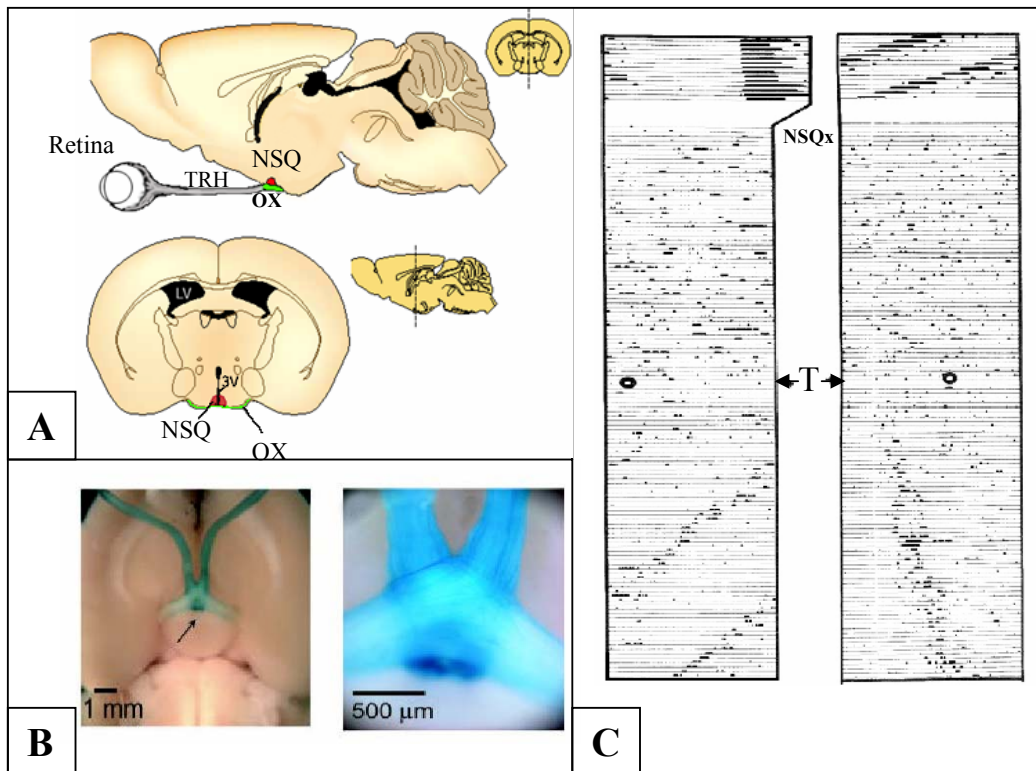 Retina
NSQ
TRH
OX
LV
3V
NSQ
OX
A
1 mm
500 µm
B
NSQx
T
C